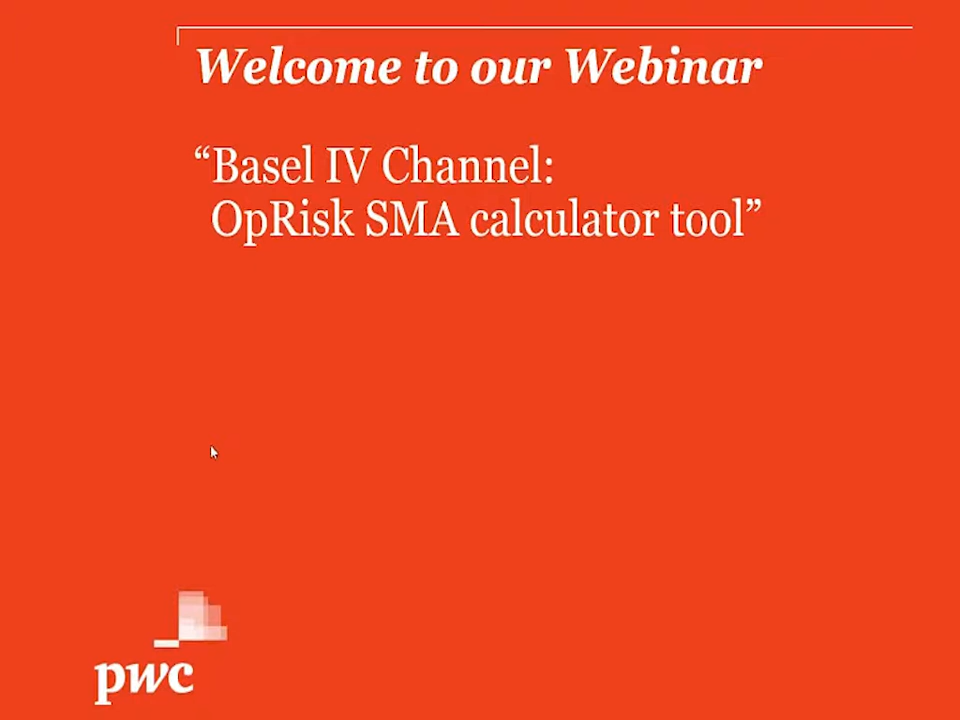 Welcome to our Webinar
“Basel IV Channel:
OpRisk SMA calculator tool”
pwc